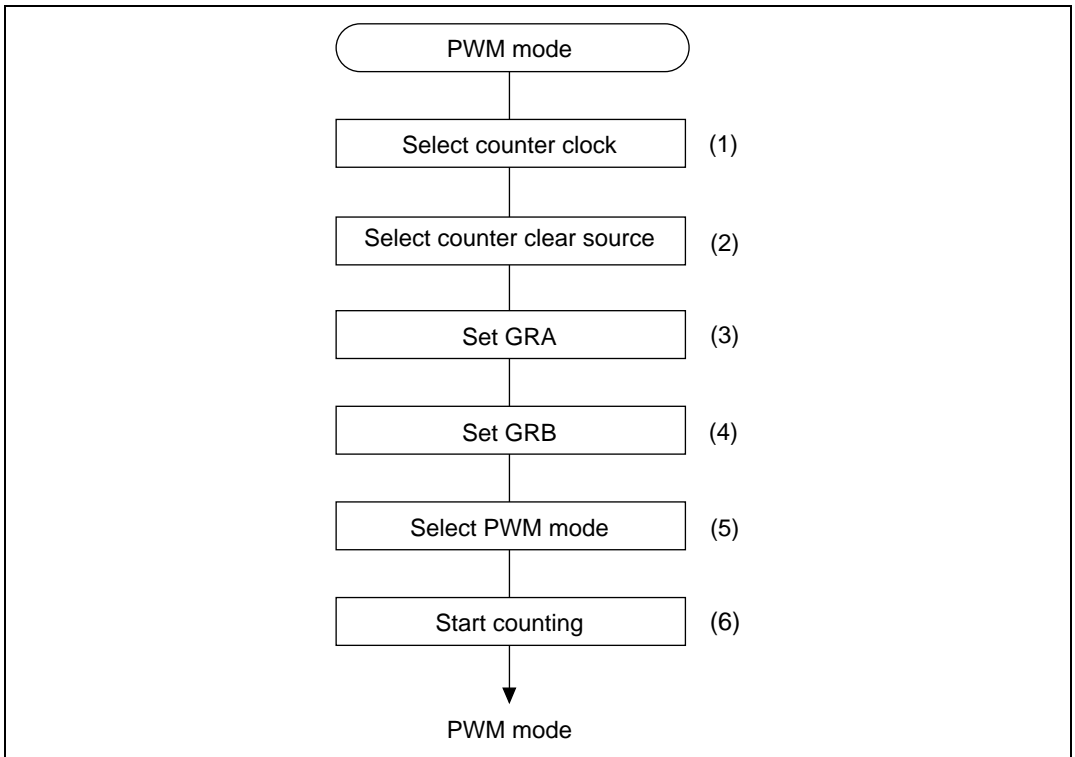 PWM mode
Select counter clock (1)
Select counter clear source (2)
Set GRA (3)
Set GRB (4)
Select PWM mode (5)
Start counting (6)
PWM mode